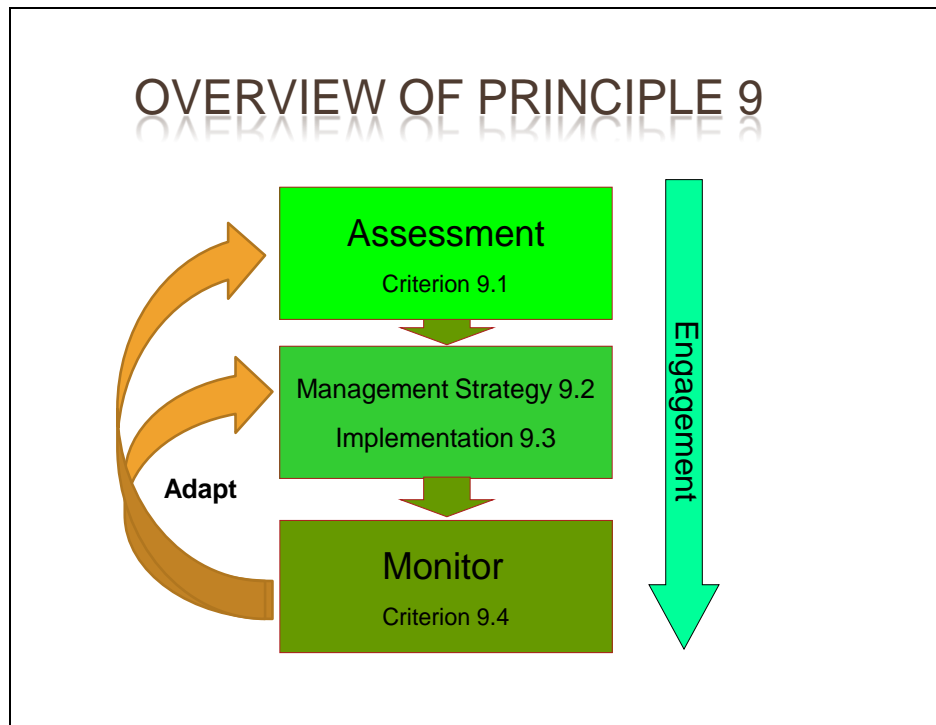 OVERVIEW OF PRINCIPLE 9
Assessment
Criterion 9.1
Management Strategy 9.2
Implementation 9.3
Adapt
Monitor
Criterion 9.4
Engagement